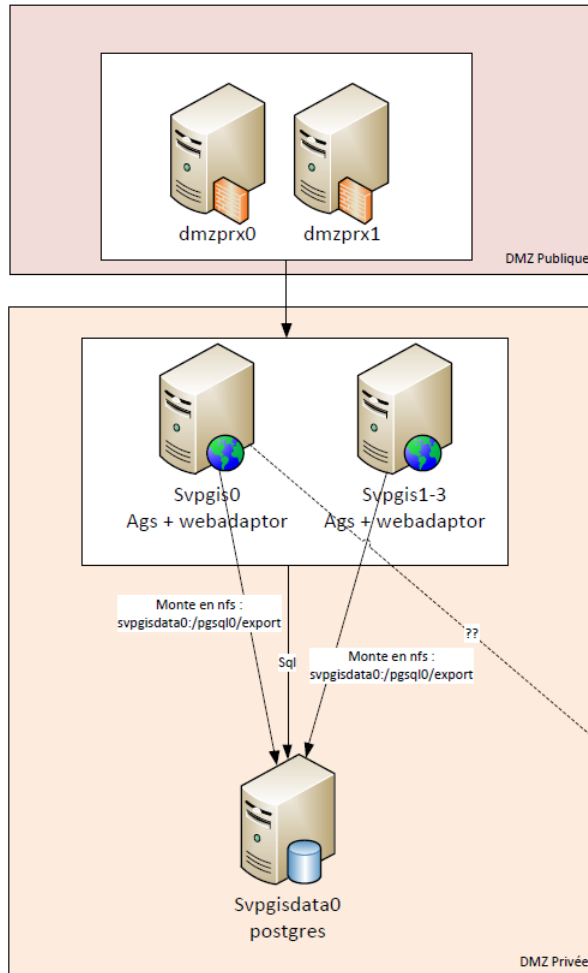 dmzprx0
dmzprx1
DMZ Publique
Svpgis0
Ags + webadaptor
Svpgis1-3
Ags + webadaptor
Monte en nfs :
svpgisdata0:/pgsql0/export
Sql
Monte en nfs :
svpgisdata0:/pgsql0/export
??
Svpgisdata0
postgres
DMZ Privée